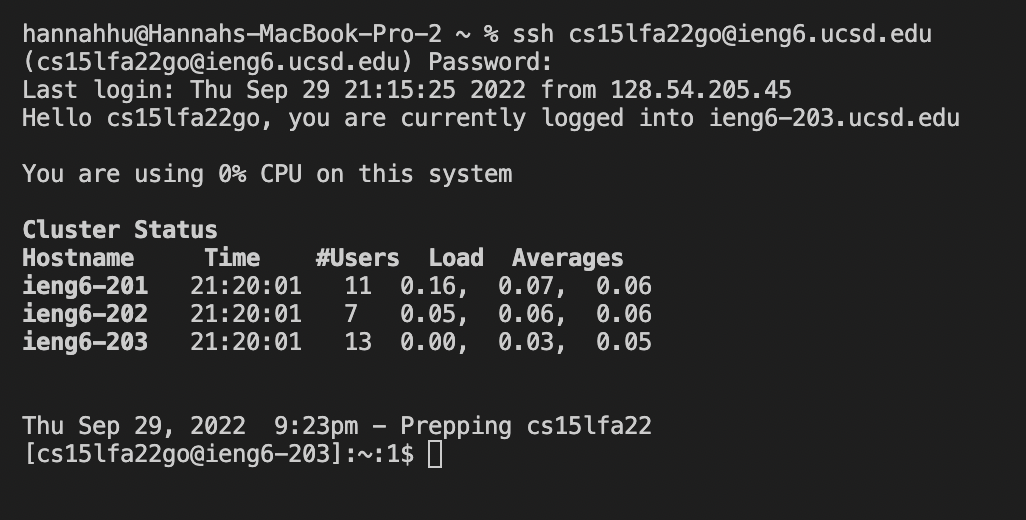 hannahhu@Hannahs-MacBook-Pro-2 ~ % ssh cs15lfa22go@ieng6.ucsd.edu
(cs15lfa22go@ieng6.ucsd.edu) Password:
Last login: Thu Sep 29 21:15:25 2022 from 128.54.205.45
Hello cs15lfa22go, you are currently logged into ieng6-203.ucsd.edu
You are using 0% CPU on this system
Cluster Status
Hostname     Time    #Users  Load  Averages
ieng6-201   21:20:01   11  0.16,  0.07,  0.06
ieng6-202   21:20:01   7   0.05,  0.06,  0.06
ieng6-203   21:20:01   13  0.00,  0.03,  0.05
Thu Sep 29, 2022  9:23pm - Prepping cs15lfa22
[cs15lfa22go@ieng6-203]:~:1$